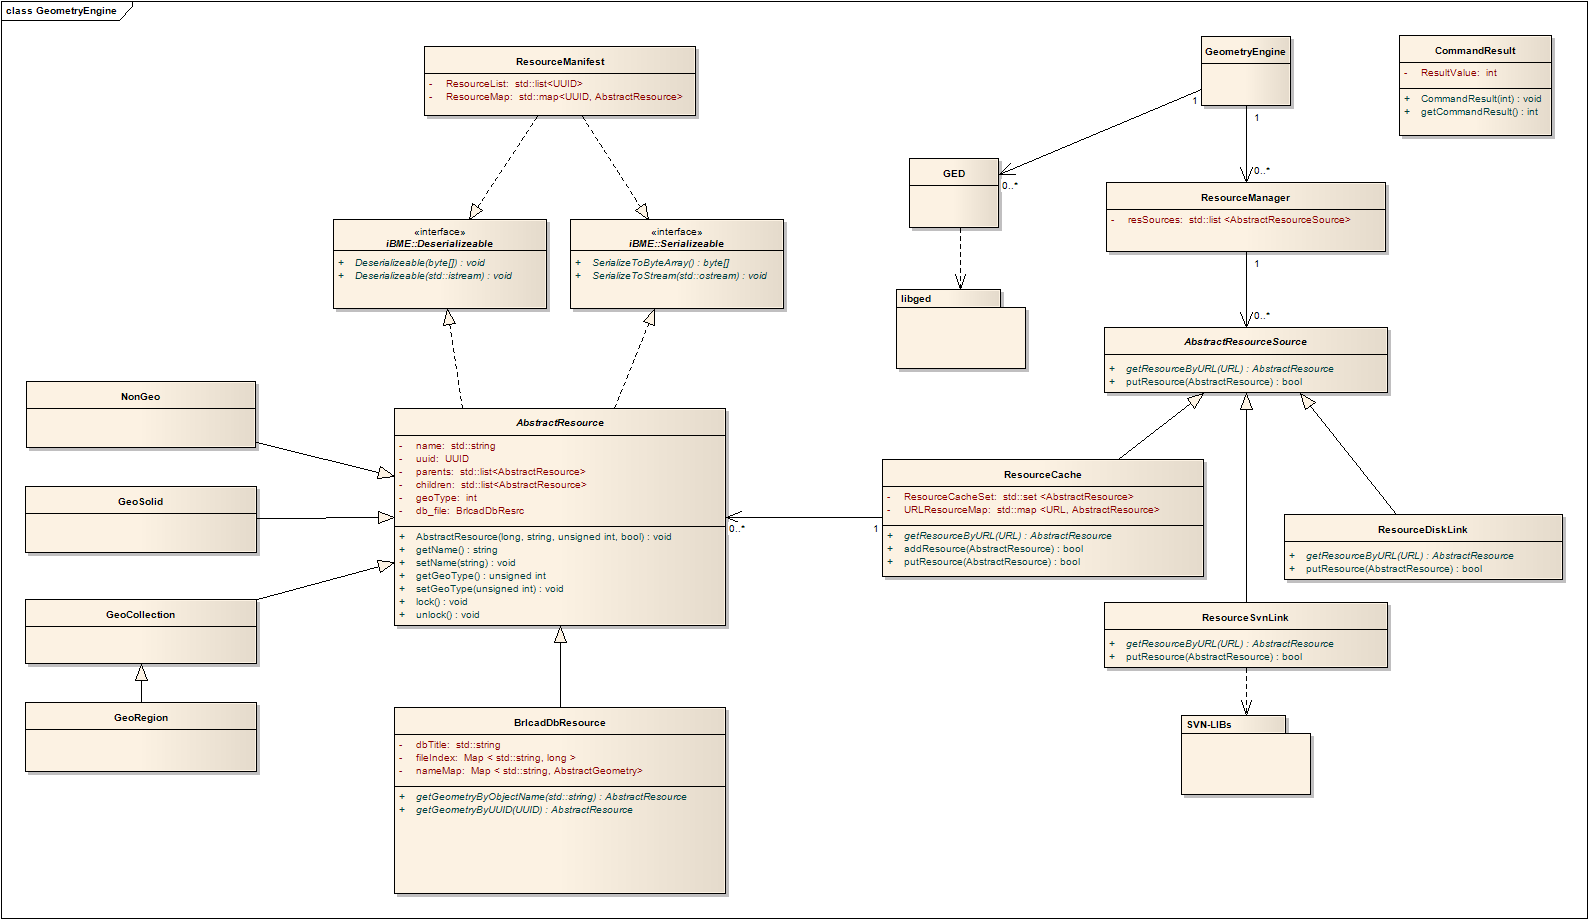 class GeometryEngine
ResourceManifest
- ResourceList: std::list<UUID>
- ResourceMap: std::map<UUID, AbstractResource>
GeometryEngine
1
1
CommandResult
- ResultValue: int
+ CommandResult(int) : void
+ getCommandResult() : int
GED
0..*
0..*
ResourceManager
- resSources: std::list <AbstractResourceSource>
1
«interface»
iBME::Deserializeable
+ Deserializeable(byte[]) : void
+ Deserializeable(std::istream) : void
«interface»
iBME::Serializeable
+ SerializeToByteArray() : byte[]
+ SerializeToStream(std::ostream) : void
libged
0..*
AbstractResourceSource
+ getResourceByURL(URL) : AbstractResource
+ putResource(AbstractResource) : bool
NonGeo
GeoSolid
GeoCollection
GeoRegion
AbstractResource
- name: std::string
- uuid: UUID
- parents: std::list<AbstractResource>
- children: std::list<AbstractResource>
- geoType: int
- db_file: BrlcadDbResrc
+ AbstractResource(long, string, unsigned int, bool) : void
+ getName() : string
+ setName(string) : void
+ getGeoType() : unsigned int
+ setGeoType(unsigned int) : void
+ lock() : void
+ unlock() : void
0..*
1
ResourceCache
- ResourceCacheSet: std::set <AbstractResource>
- URLResourceMap: std::map <URL, AbstractResource>
+ getResourceByURL(URL) : AbstractResource
+ addResource(AbstractResource) : bool
+ putResource(AbstractResource) : bool
ResourceDiskLink
+ getResourceByURL(URL) : AbstractResource
+ putResource(AbstractResource) : bool
ResourceSvnLink
+ getResourceByURL(URL) : AbstractResource
+ putResource(AbstractResource) : bool
SVN-LIBs
BrlcadDbResource
- dbTitle: std::string
- fileIndex: Map < std::string, long >
- nameMap: Map < std::string, AbstractGeometry>
+ getGeometryByObjectName(std::string) : AbstractResource
+ getGeometryByUUID(UUID) : AbstractResource